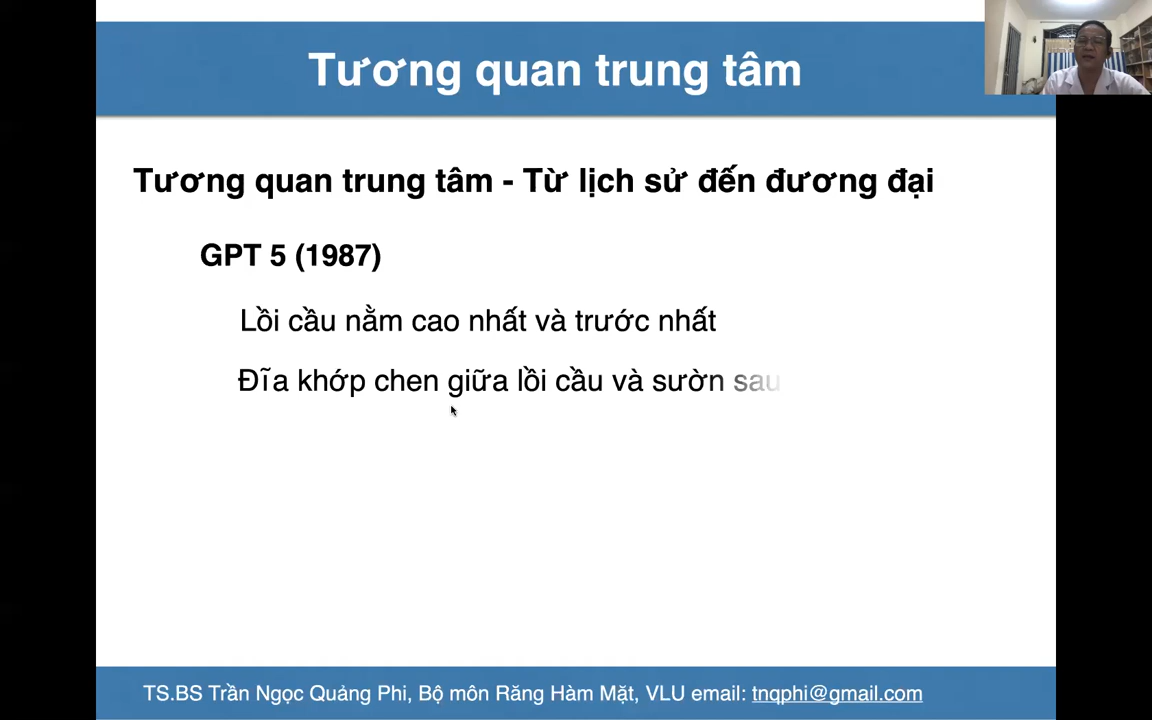 Tương quan trung tâm
Tương quan trung tâm - Từ lịch sử đến đương đại
GPT 5 (1987)
Lồi cầu nằm cao nhất và trước nhất
Đĩa khớp chen giữa lồi cầu và sườn sau
TS.BS Trần Ngọc Quảng Phi, Bộ môn Răng Hàm Mặt, VLU email: tnqphi@gmail.com